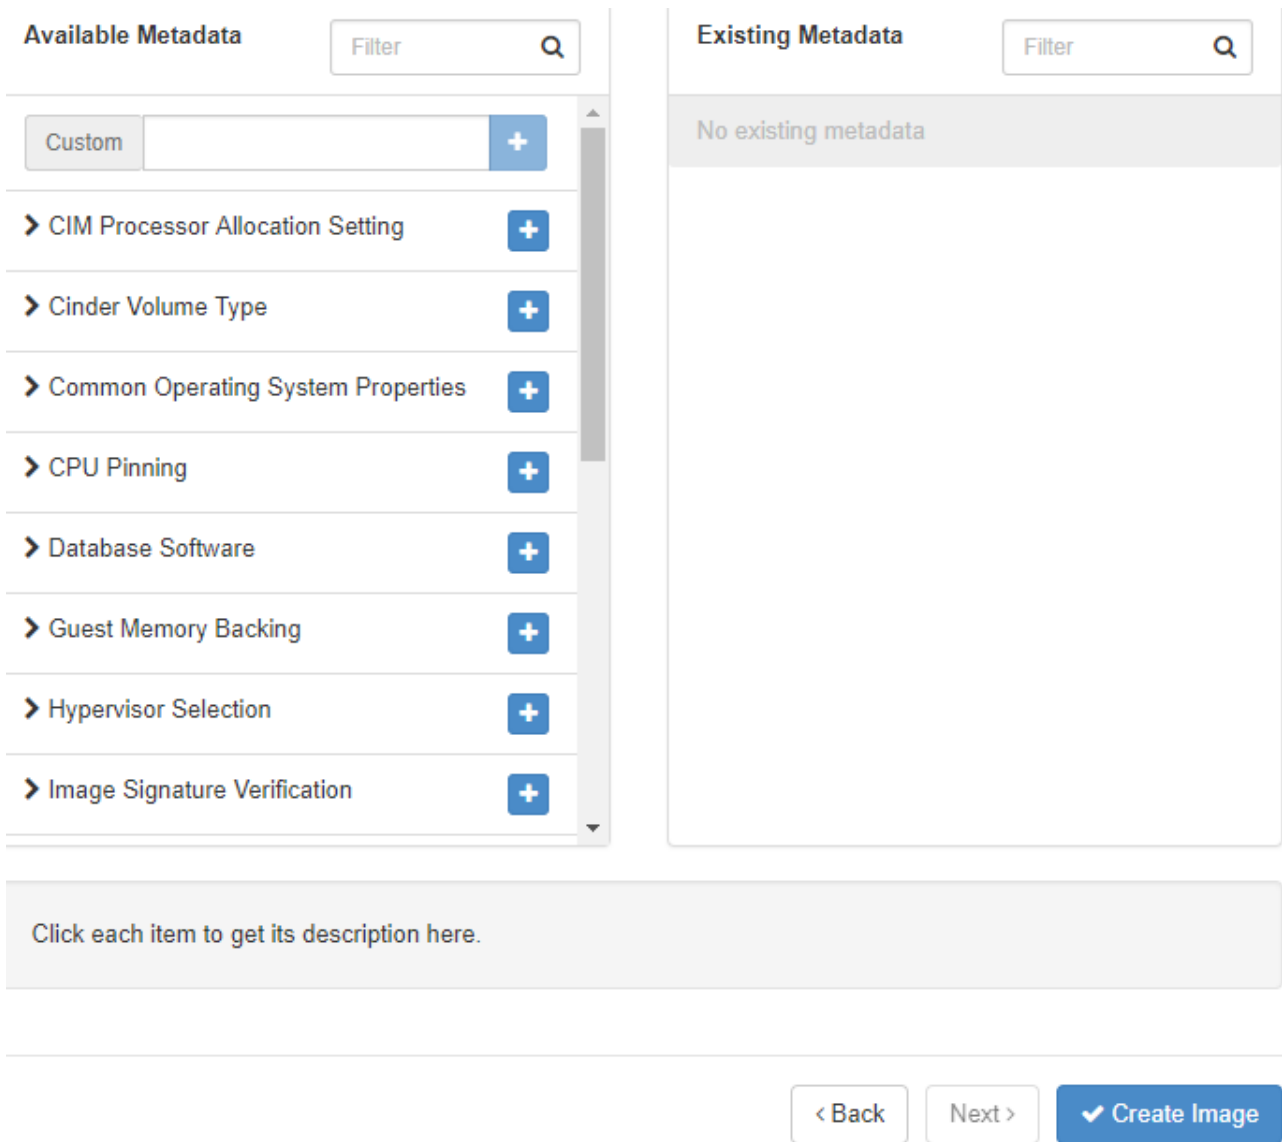 Available Metadata
Filter
Existing Metadata
Filter
Custom
No existing metadata
CIM Processor Allocation Setting
Cinder Volume Type
Common Operating System Properties
CPU Pinning
Database Software
Guest Memory Backing
Hypervisor Selection
Image Signature Verification
Click each item to get its description here.
< Back
Next >
Create Image